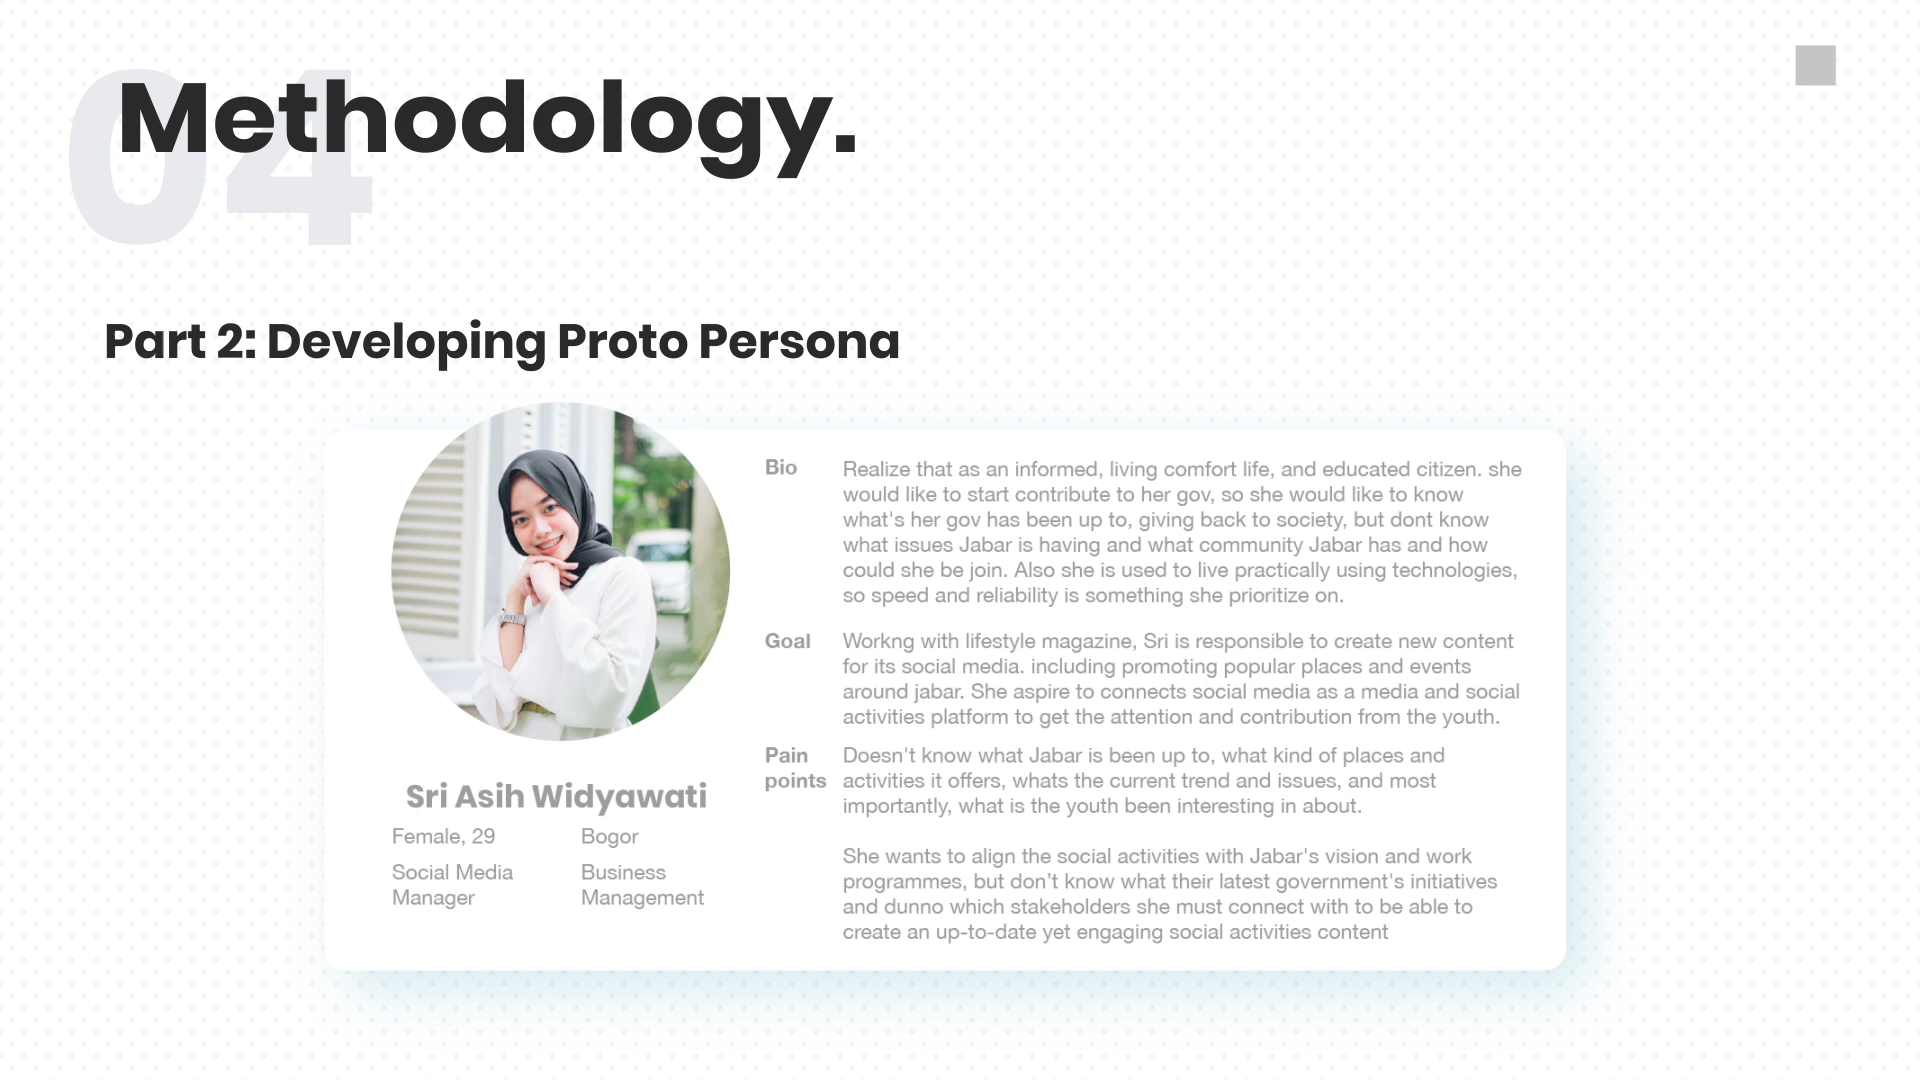 04
Methodology.
Part 2: Developing Proto Persona
Sri Asih Widyawati
Female, 29
Bogor
Social Media
Manager
Business
Management
Bio
Realize that as an informed, living comfort life, and educated citizen. she
would like to start contribute to her gov, so she would like to know
what's her gov has been up to, giving back to society, but dont know
what issues Jabar is having and what community Jabar has and how
could she be join. Also she is used to live practically using technologies,
so speed and reliability is something she prioritize on.
Goal
Workng with lifestyle magazine, Sri is responsible to create new content
for its social media. including promoting popular places and events
around jabar. She aspire to connects social media as a media and social
activities platform to get the attention and contribution from the youth.
Pain
points
Doesn't know what Jabar is been up to, what kind of places and
activities it offers, whats the current trend and issues, and most
importantly, what is the youth been interesting in about.
She wants to align the social activities with Jabar's vision and work
programmes, but don’t know what their latest government's initiatives
and dunno which stakeholders she must connect with to be able to
create an up-to-date yet engaging social activities content